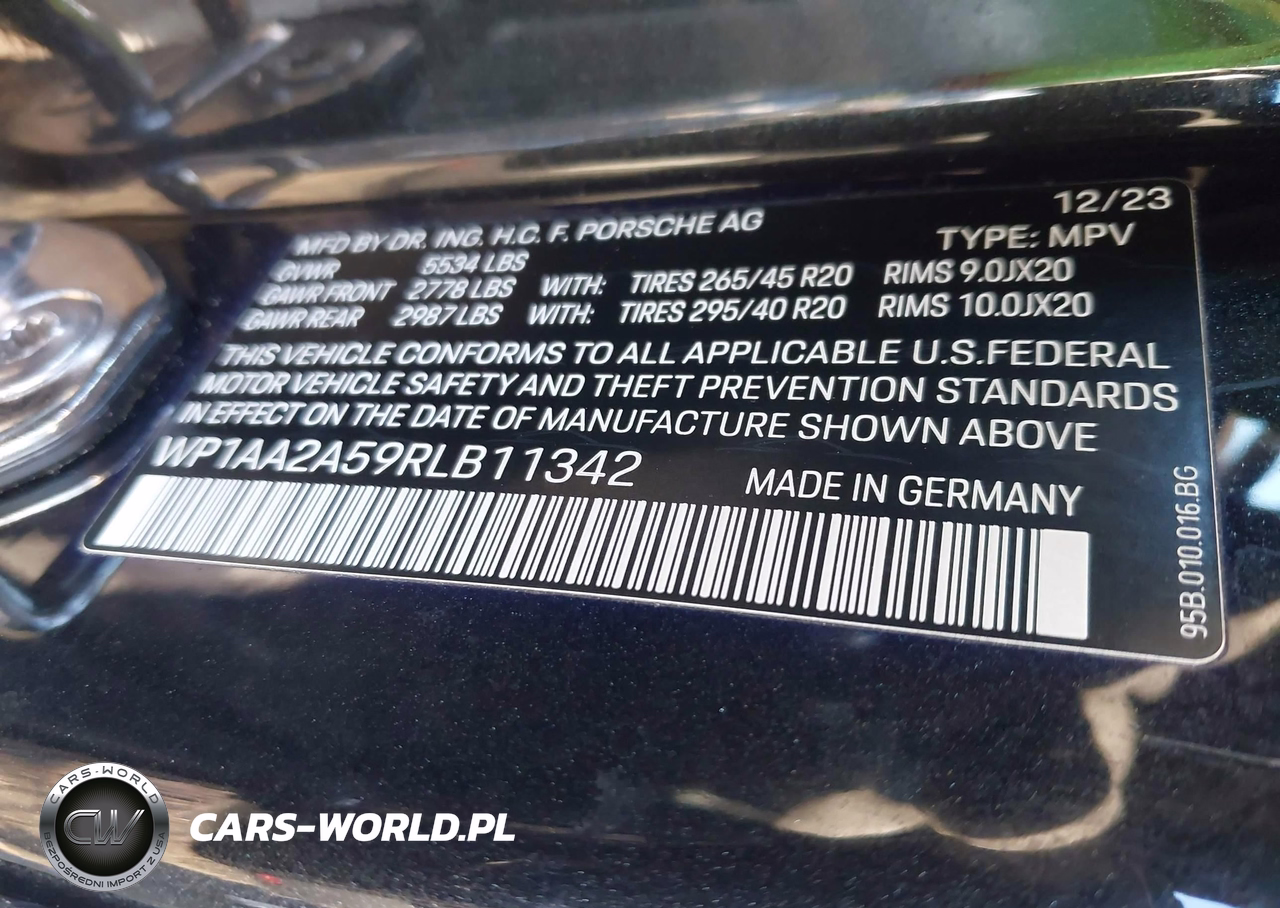 12/23
MFD BY DR. ING. H.C. F. PORSCHE AG TYPE: MPV
GVWR 5534 LBS
GAWR FRONT 2778 LBS WITH: TIRES 265/45 R20 RIMS 9.0JX20
GAWR REAR 2987 LBS WITH: TIRES 295/40 R20 RIMS 10.0JX20
THIS VEHICLE CONFORMS TO ALL APPLICABLE U.S.FEDERAL
MOTOR VEHICLE SAFETY AND THEFT PREVENTION STANDARDS
IN EFFECT ON THE DATE OF MANUFACTURE SHOWN ABOVE
WP1AA2A59RLB11342 MADE IN GERMANY
95B.010.016.BG
CARS-WORLD
CW
BEZPOŚREDNI IMPORT Z USA
CARS-WORLD.PL